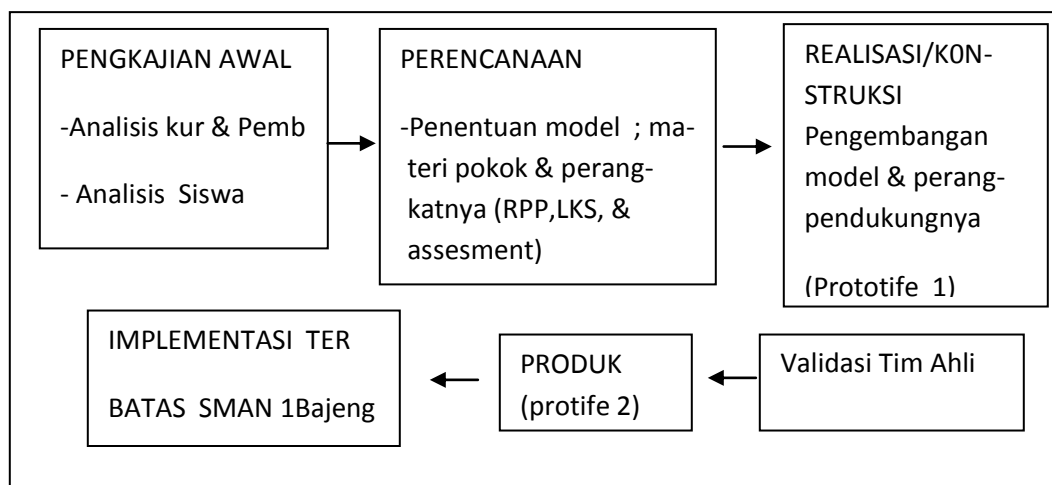 PENGKAJIAN AWAL
-Analisis kur & Pemb
- Analisis Siswa
PERENCANAAN
-Penentuan model ; ma-
teri pokok & perang-
katnya (RPP,LKS, &
assesment)
REALISASI/K0N-
STRUKSI
Pengembangan
model & perang-
pendukungnya
(Prototife 1)
Validasi Tim Ahli
PRODUK
(protife 2)
IMPLEMENTASI TER
BATAS SMAN 1Bajeng